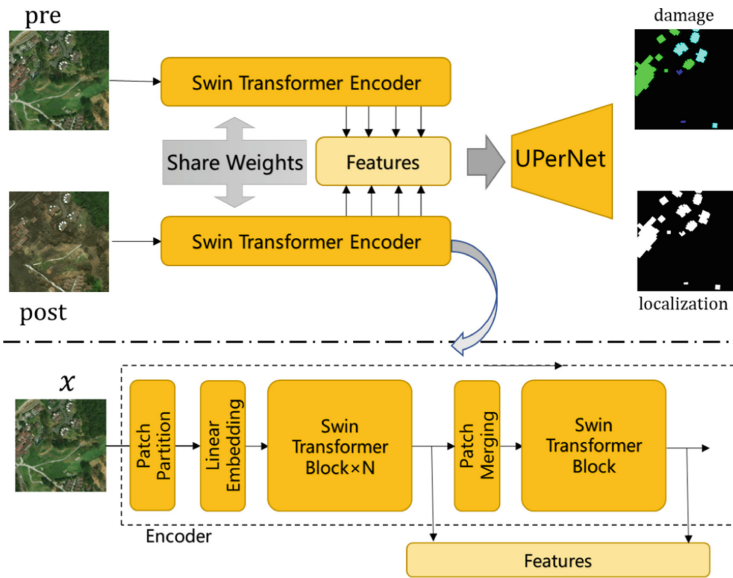 pre
damage
Swin Transformer Encoder
Share Weights
Features
UPerNet
Swin Transformer Encoder
post
localization
x
Patch
Partition
Linear
Embedding
Swin
Transformer
Block×N
Patch
Merging
Swin
Transformer
Block
Encoder
Features